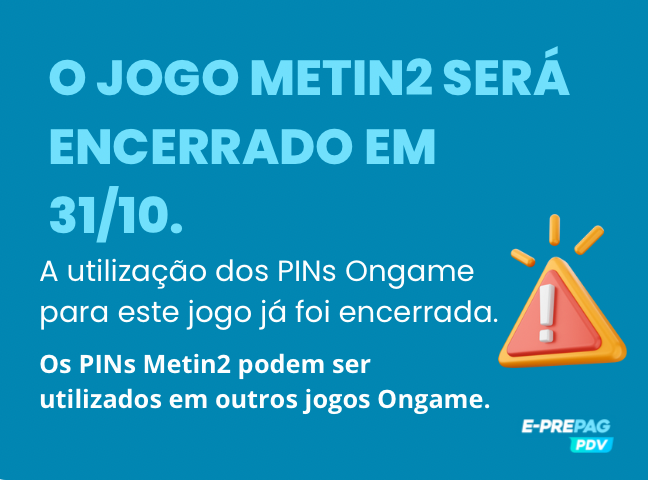 O JOGO METIN2 SERÁ
ENCERRADO EM
31/10.
A utilização dos PINs Ongame
para este jogo já foi encerrada.
Os PINs Metin2 podem ser
utilizados em outros jogos Ongame.
E-PREPAG
PDV